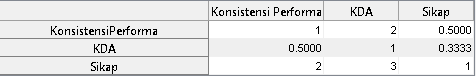 Konsistensi Performa KDA Sikap
KonsistensiPerforma 1 2 0.5000
KDA 0.5000 1 0.3333
Sikap 2 3 1